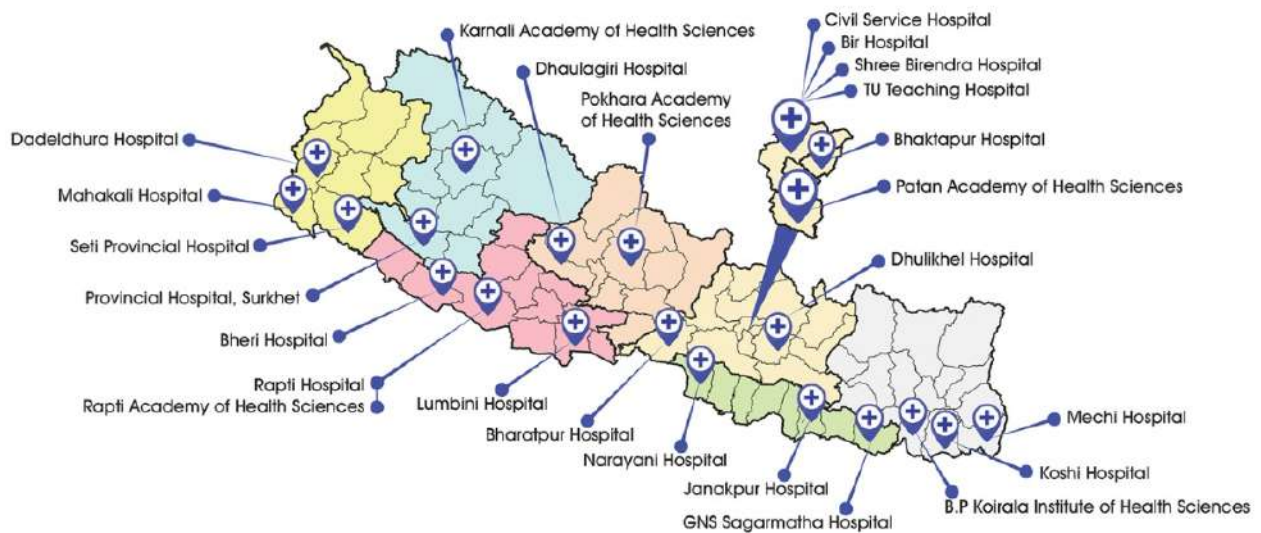 Civil Service Hospital
Bir Hospital
Shree Birendra Hospital
TU Teaching Hospital
Karnali Academy of Health Sciences
Dhaulagiri Hospital
Pokhara Academy
of Health Sciences
Dadeldhura Hospital
Bhaktapur Hospital
Mahakali Hospital
Patan Academy of Health Sciences
Seti Provincial Hospital
Dhulikhel Hospital
Provincial Hospital, Surkhet
Bheri Hospital
Rapti Hospital
Rapti Academy of Health Sciences
Lumbini Hospital
Bharatpur Hospital
Narayani Hospital
Janakpur Hospital
GNS Sagarmatha Hospital
Mechi Hospital
Koshi Hospital
B.P Koirala Institute of Health Sciences